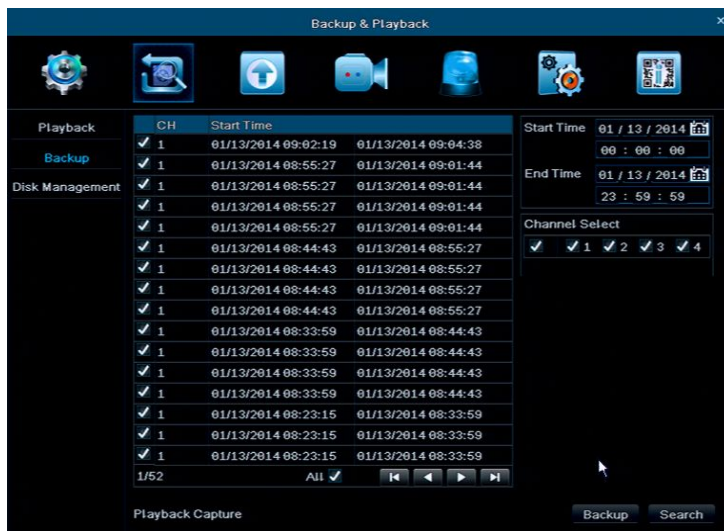 Backup & Playback
×
Playback
Backup
Disk Management
CH Start Time
1 01/13/2014 09:02:19 01/13/2014 09:04:38
1 01/13/2014 08:55:27 01/13/2014 09:01:44
1 01/13/2014 08:55:27 01/13/2014 09:01:44
1 01/13/2014 08:55:27 01/13/2014 09:01:44
1 01/13/2014 08:55:27 01/13/2014 09:01:44
1 01/13/2014 08:44:43 01/13/2014 08:55:27
1 01/13/2014 08:44:43 01/13/2014 08:55:27
1 01/13/2014 08:44:43 01/13/2014 08:55:27
1 01/13/2014 08:44:43 01/13/2014 08:55:27
1 01/13/2014 08:33:59 01/13/2014 08:44:43
1 01/13/2014 08:33:59 01/13/2014 08:44:43
1 01/13/2014 08:33:59 01/13/2014 08:44:43
1 01/13/2014 08:33:59 01/13/2014 08:44:43
1 01/13/2014 08:23:15 01/13/2014 08:33:59
1 01/13/2014 08:23:15 01/13/2014 08:33:59
1 01/13/2014 08:23:15 01/13/2014 08:33:59
1/52 All
Start Time 01 / 13 / 2014
00 : 00 : 00
End Time 01 / 13 / 2014
23 : 59 : 59
Channel Select
1 2 3 4
Playback Capture
Backup Search